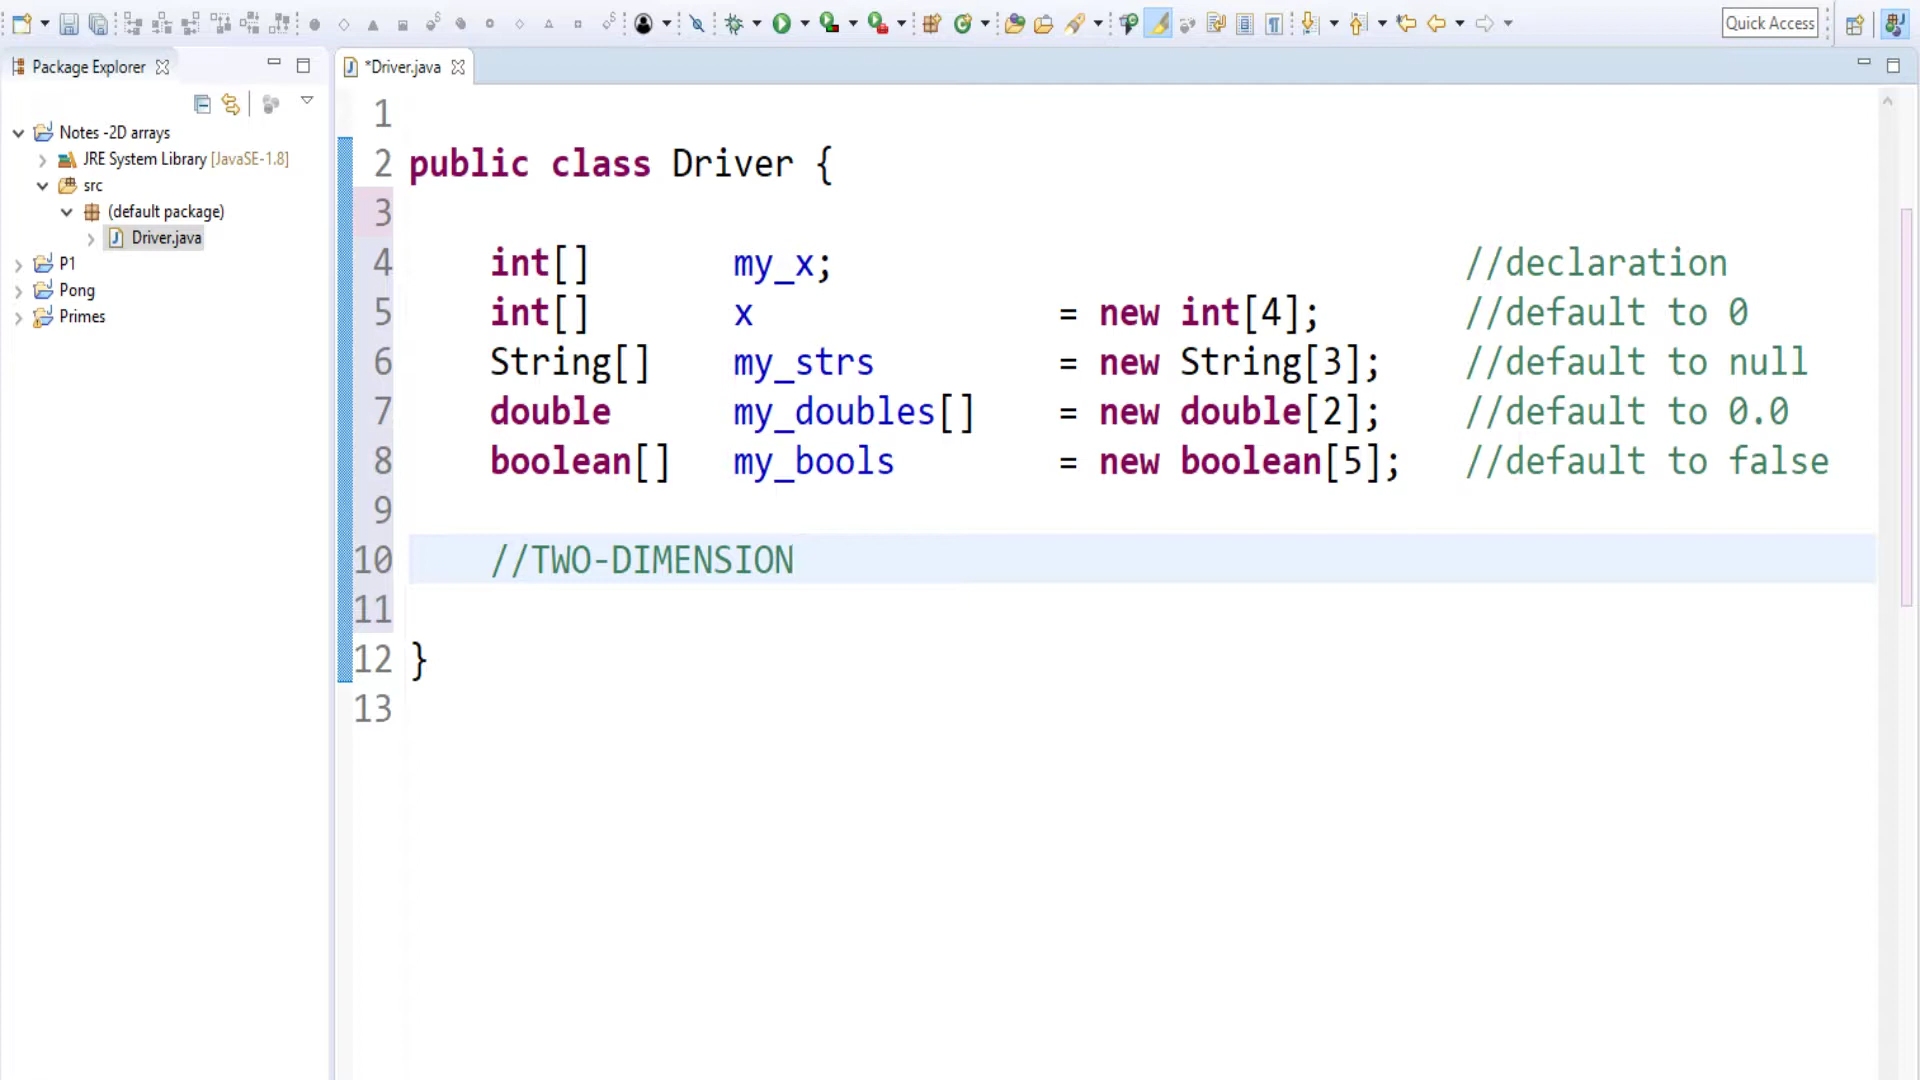 Quick Access
Package Explorer
*Driver.java
Notes -2D arrays
JRE System Library [JavaSE-1.8]
src
(default package)
Driver.java
P1
Pong
Primes
1
2 public class Driver {
3
4 int[] my_x; //declaration
5 int[] x = new int[4]; //default to 0
6 String[] my_strs = new String[3]; //default to null
7 double my_doubles[] = new double[2]; //default to 0.0
8 boolean[] my_bools = new boolean[5]; //default to false
9
10 //TWO-DIMENSION
11
12 }
13